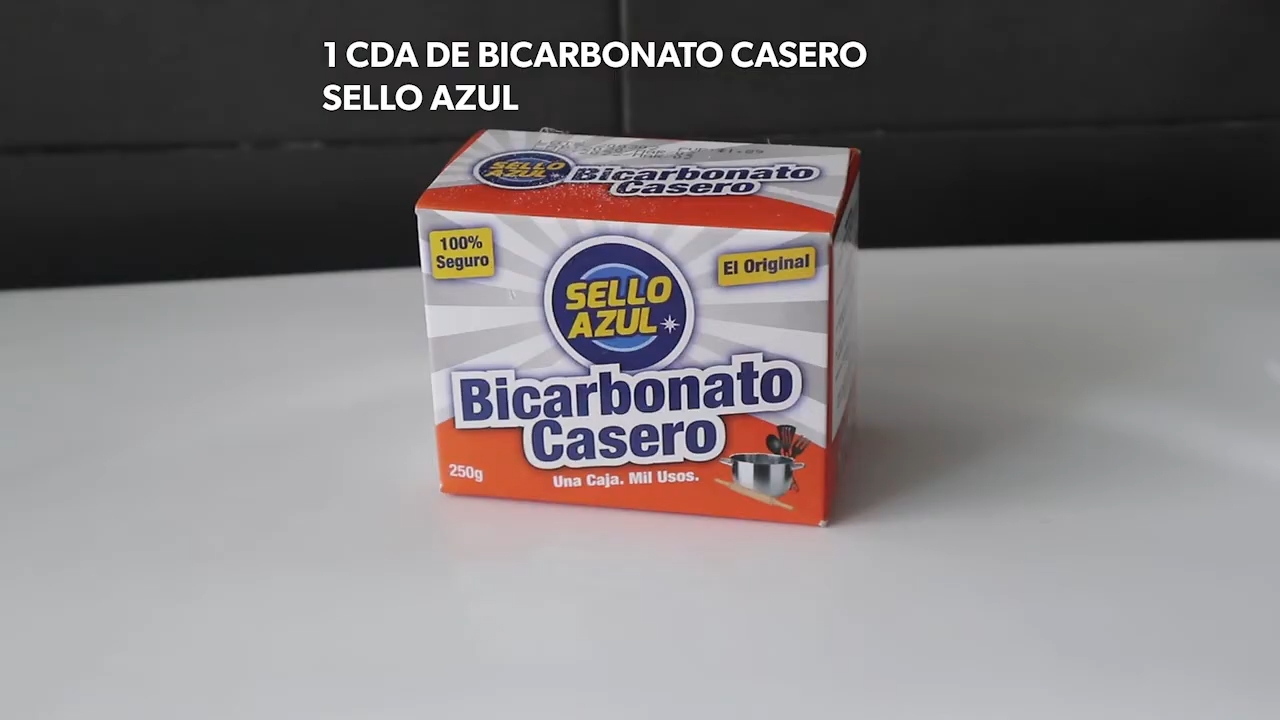 1 CDA DE BICARBONATO CASERO
SELLO AZUL
SELLO
AZUL
Bicarbonato
Casero
100%
Seguro
El Original
SELLO
AZUL
Bicarbonato
Casero
250g
Una Caja. Mil Usos.